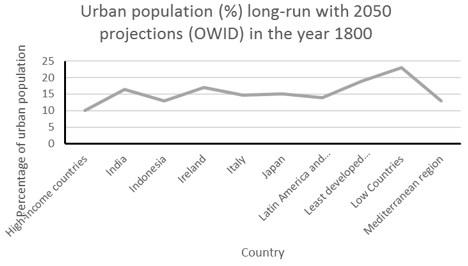 Urban population (%) long-run with 2050
projections (OWID) in the year 1800
Percentage of urban population
25
20
15
10
5
0
High-income countries
India
Indonesia
Ireland
Italy
Japan
Latin America and...
Least developed...
Low Countries
Mediterranean region
Country